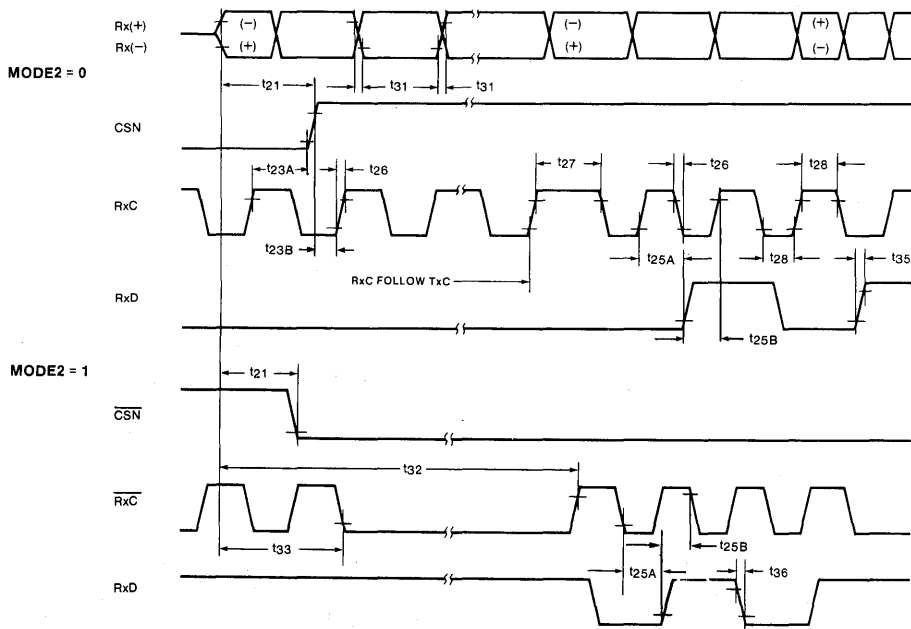 Rx(+)
Rx(−)
(−)
(+)
(−)
(+)
(+)
(−)
MODE2 = 0
t21
t31
t31
CSN
t23A
t26
t27
t26
t28
RxC
t23B
t25A
t28
t35
RxC FOLLOW TxC
RxD
t25B
MODE2 = 1
t21
CSN
t32
RxC
t33
t25B
t25A
t36
RxD